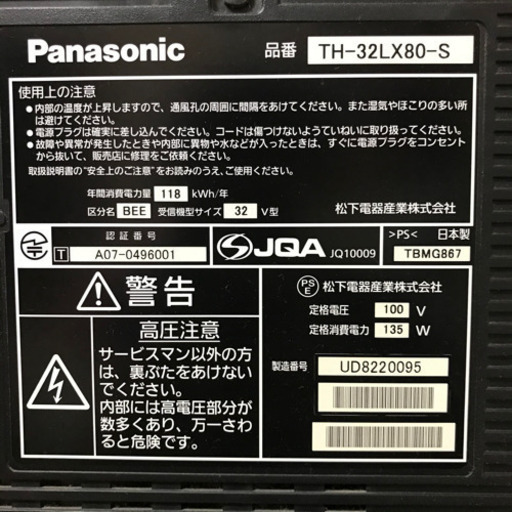 Panasonic
品番 TH-32LX80-S
使用上の注意
●内部の温度が上昇しますので、通風孔の周囲に間隔をあけてください。また湿気やほこりの多い所
は避けてください。
●電源プラグは確実に差し込んでください。コードは傷つけないようていねいに取り扱ってください。
●故障や異常が発生したときや内部に異物や水などが入ったときは、すぐに電源プラグをコンセント
から抜いて、販売店に修理をご依頼ください。
取扱説明書の"安全上のご注意"をお読みのうえ、ご使用ください。
年間消費電力量 118 kWh/年
区分名 BEE 受信機型サイズ 32 V型
松下電器産業株式会社
認証番号
T A07-0496001
JQA JQ10009
>PS< 日本製
TBMG867
警告
高圧注意
サービスマン以外の方
は、裏ぶたをあけないで
ください。
内部には高電圧部分が
数多くあり、万一さわ
ると危険です。
PS
E 松下電器産業株式会社
定格電圧 100 V
定格消費電力 135 W
製造番号 UD8220095